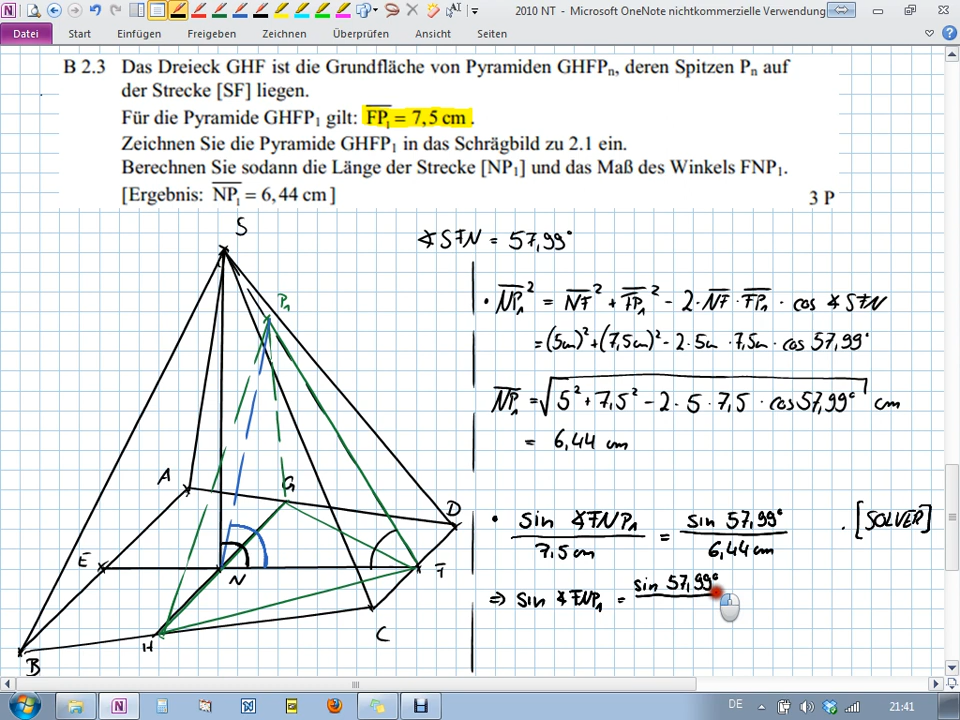 2010 NT - Microsoft OneNote nichtkommerzielle Verwendung
Datei Start Einfügen Freigeben Zeichnen Überprüfen Ansicht Seiten
B 2.3 Das Dreieck GHF ist die Grundfläche von Pyramiden GHFPn, deren Spitzen Pn auf
der Strecke [SF] liegen.
Für die Pyramide GHFP1 gilt: FP1 = 7,5 cm .
Zeichnen Sie die Pyramide GHFP1 in das Schrägbild zu 2.1 ein.
Berechnen Sie sodann die Länge der Strecke [NP1] und das Maß des Winkels FNP1.
[Ergebnis: NP1 = 6,44 cm ]
3 P
S
P1
A
G
D
E
N
F
C
H
B
∢ SFN = 57,99°
• NP1² = NF² + FP1² - 2·NF·FP1 · cos ∢ SFN
= (5cm)² + (7,5cm)² - 2·5cm·7,5cm · cos 57,99°
NP1 = √5² + 7,5² - 2·5·7,5 · cos 57,99° cm
= 6,44 cm
• sin ∢FNP1 / 7,5cm = sin 57,99° / 6,44cm · [SOLVER]
⇒ sin ∢FNP1 = sin 57,99°
DE
21:41